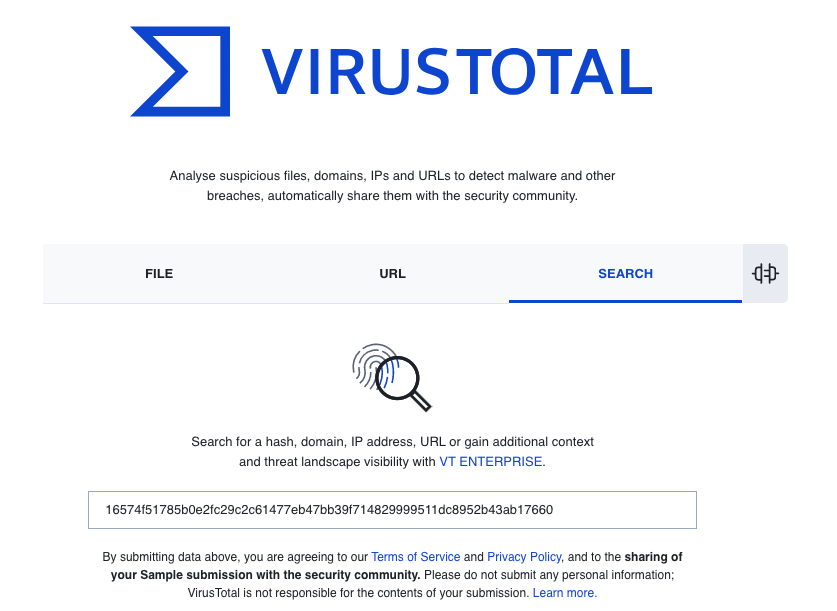 VIRUSTOTAL
Analyse suspicious files, domains, IPs and URLs to detect malware and other
breaches, automatically share them with the security community.
FILE
URL
SEARCH
Search for a hash, domain, IP address, URL or gain additional context
and threat landscape visibility with VT ENTERPRISE.
16574f51785b0e2fc29c2c61477eb47bb39f714829999511dc8952b43ab17660
By submitting data above, you are agreeing to our Terms of Service and Privacy Policy, and to the sharing of
your Sample submission with the security community. Please do not submit any personal information;
VirusTotal is not responsible for the contents of your submission. Learn more.